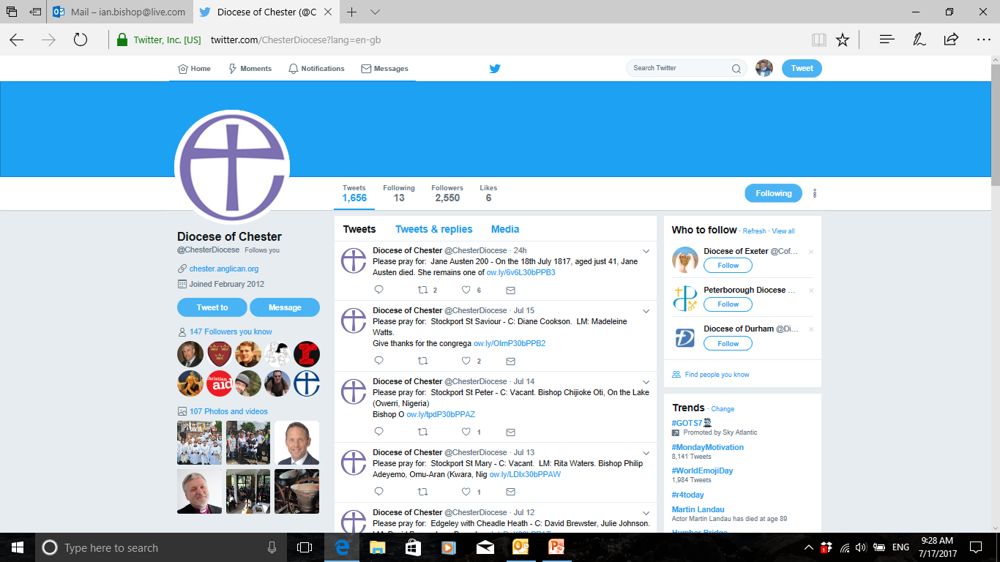 Mail – ian.bishop@live.com
Diocese of Chester (@C
Twitter, Inc. [US] twitter.com/ChesterDiocese?lang=en-gb
Home Moments Notifications Messages Search Twitter Tweet
Tweets Following Followers Likes
1,656 13 2,550 6
Following
Diocese of Chester
@ChesterDiocese Follows you
chester.anglican.org
Joined February 2012
Tweet to Message
147 Followers you know
christian
aid
107 Photos and videos
Tweets Tweets & replies Media
Diocese of Chester @ChesterDiocese · 24h
Please pray for: Jane Austen 200 - On the 18th July 1817, aged just 41, Jane
Austen died. She remains one of ow.ly/6v6L30bPPB3
2 6
Diocese of Chester @ChesterDiocese · Jul 15
Please pray for: Stockport St Saviour - C: Diane Cookson. LM: Madeleine
Watts.
Give thanks for the congrega ow.ly/OlmP30bPPB2
2
Diocese of Chester @ChesterDiocese · Jul 14
Please pray for: Stockport St Peter - C: Vacant. Bishop Chijioke Oti, On the Lake
(Owerri, Nigeria)
Bishop O ow.ly/tpdP30bPPAZ
1
Diocese of Chester @ChesterDiocese · Jul 13
Please pray for: Stockport St Mary - C: Vacant. LM: Rita Waters. Bishop Philip
Adeyemo, Omu-Aran (Kwara, Nig ow.ly/LDIx30bPPAW
1
Diocese of Chester @ChesterDiocese · Jul 12
Please pray for: Edgeley with Cheadle Heath - C: David Brewster, Julie Johnson.
Who to follow · Refresh · View all
Diocese of Exeter @Cof...
Follow
Peterborough Diocese ...
Follow
Diocese of Durham @Di...
Follow
Find people you know
Trends · Change
#GOTS7
Promoted by Sky Atlantic
#MondayMotivation
8,141 Tweets
#WorldEmojiDay
1,984 Tweets
#r4today
Martin Landau
Actor Martin Landau has died at age 89
Humber Bridge
Type here to search
ENG
9:28 AM
7/17/2017